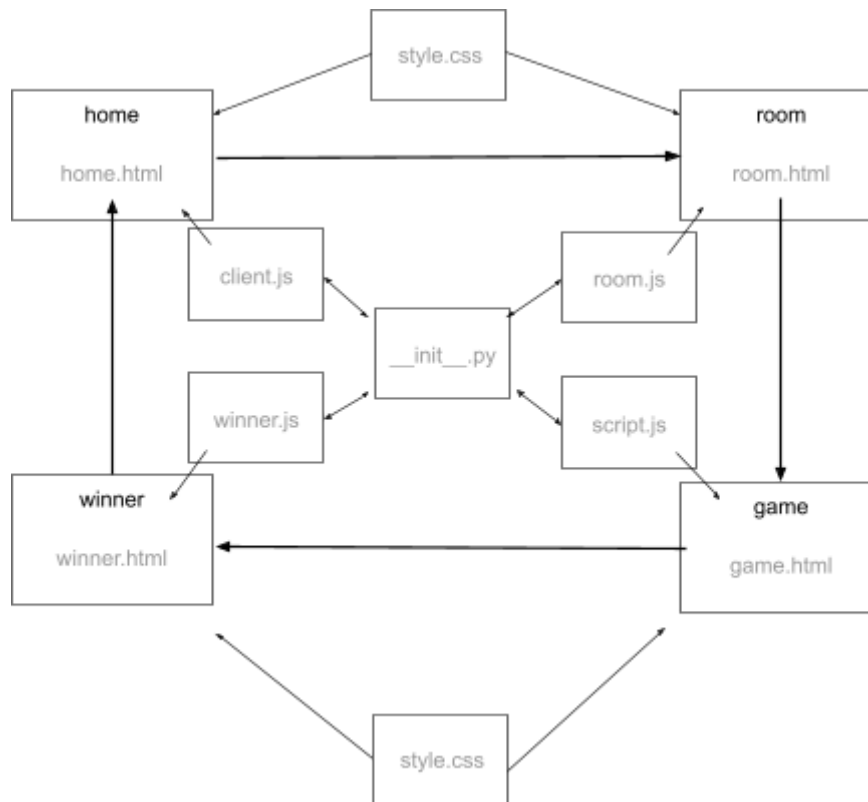 style.css
home
home.html
room
room.html
client.js
room.js
__init__.py
winner.js
script.js
winner
winner.html
game
game.html
style.css